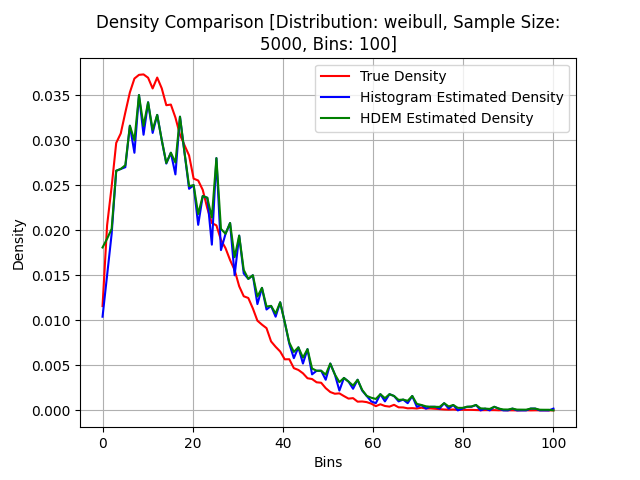 Density Comparison [Distribution: weibull, Sample Size:
5000, Bins: 100]
True Density
Histogram Estimated Density
HDEM Estimated Density
Density
0.035
0.030
0.025
0.020
0.015
0.010
0.005
0.000
0 20 40 60 80 100
Bins